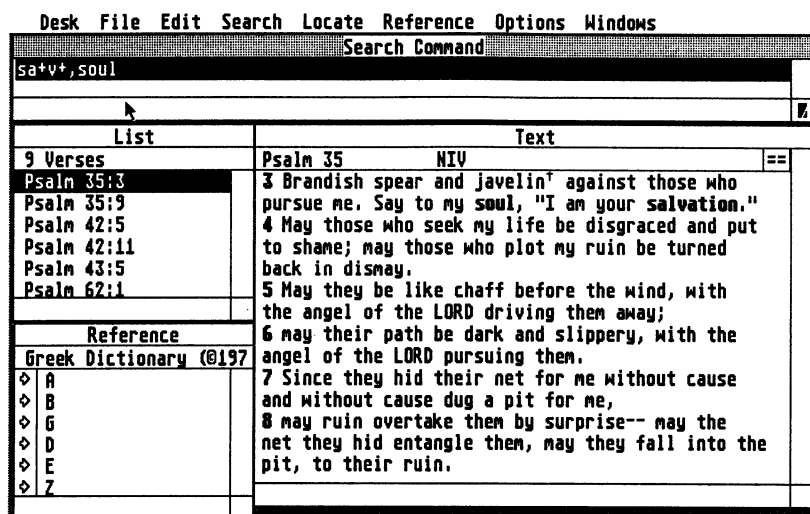 Desk File Edit Search Locate Reference Options Windows
Search Command
sa+v+,soul
List
9 Verses
Psalm 35:3
Psalm 35:9
Psalm 42:5
Psalm 42:11
Psalm 43:5
Psalm 62:1
Reference
Greek Dictionary (©197
A
B
G
D
E
Z
Text
Psalm 35 NIV ==
3 Brandish spear and javelin† against those who
pursue me. Say to my soul, "I am your salvation."
4 May those who seek my life be disgraced and put
to shame; may those who plot my ruin be turned
back in dismay.
5 May they be like chaff before the wind, with
the angel of the LORD driving them away;
6 may their path be dark and slippery, with the
angel of the LORD pursuing them.
7 Since they hid their net for me without cause
and without cause dug a pit for me,
8 may ruin overtake them by surprise-- may the
net they hid entangle them, may they fall into the
pit, to their ruin.